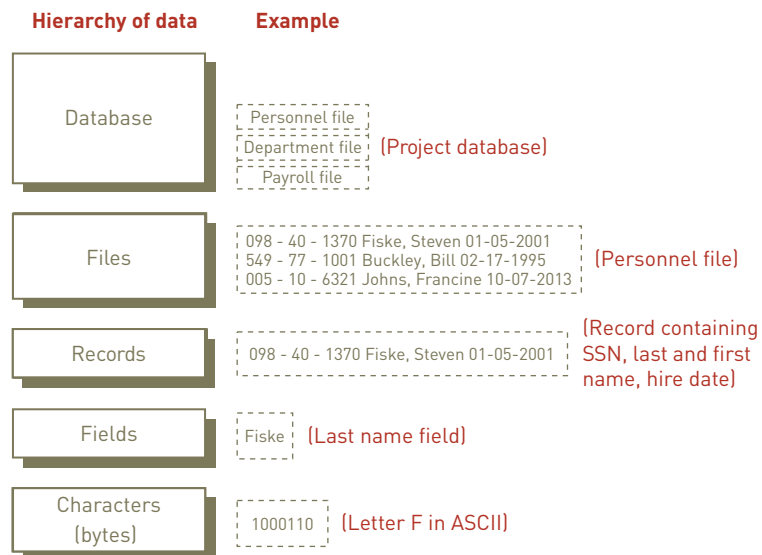 Hierarchy of data
Example
Database
Personnel file
Department file
Payroll file
(Project database)
Files
098 - 40 - 1370 Fiske, Steven 01-05-2001
549 - 77 - 1001 Buckley, Bill 02-17-1995
005 - 10 - 6321 Johns, Francine 10-07-2013
(Personnel file)
Records
098 - 40 - 1370 Fiske, Steven 01-05-2001
(Record containing
SSN, last and first
name, hire date)
Fields
Fiske
(Last name field)
Characters
(bytes)
1000110
(Letter F in ASCII)